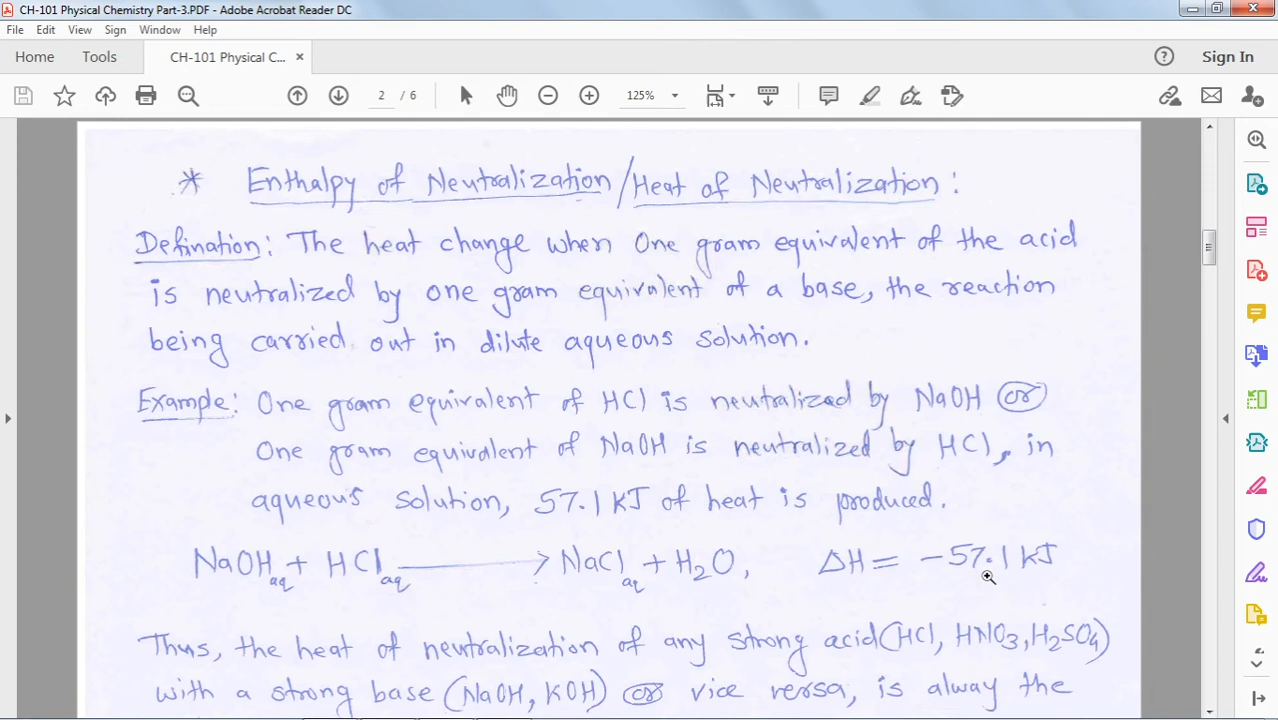 CH-101 Physical Chemistry Part-3.PDF - Adobe Acrobat Reader DC
File Edit View Sign Window Help
Home Tools CH-101 Physical C... × Sign In
2 / 6 125%
* Enthalpy of Neutralization/Heat of Neutralization:
Defination: The heat change when One gram equivalent of the acid
is neutralized by one gram equivalent of a base, the reaction
being carried out in dilute aqueous solution.
Example: One gram equivalent of HCl is neutralized by NaOH or
One gram equivalent of NaOH is neutralized by HCl, in
aqueous solution, 57.1 kJ of heat is produced.
NaOH aq + HCl aq ⟶ NaCl aq + H2O, ΔH = -57.1 kJ
Thus, the heat of neutralization of any strong acid (HCl, HNO3, H2SO4)
with a strong base (NaOH, KOH) or vice versa, is alway the